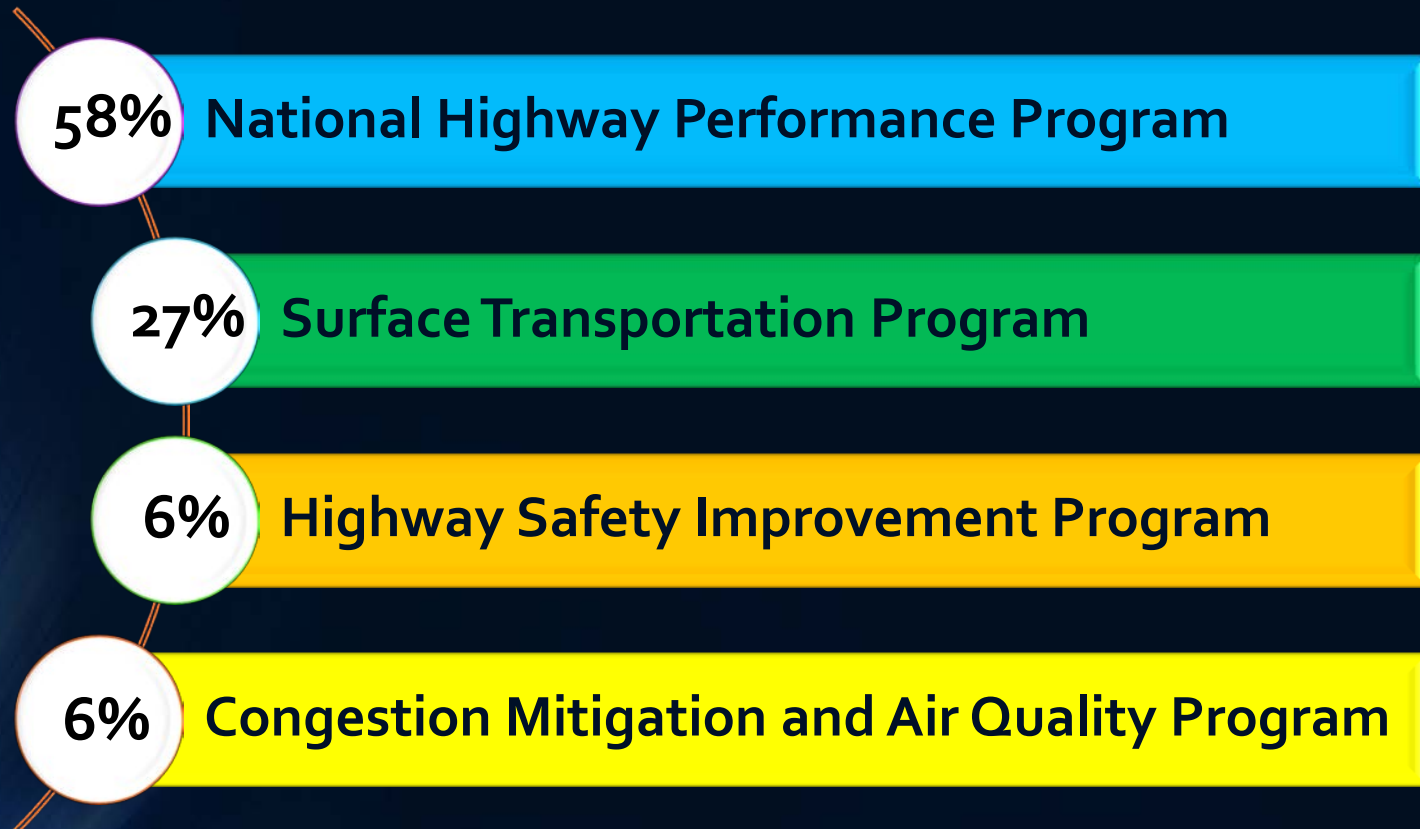 58% National Highway Performance Program
27% Surface Transportation Program
6% Highway Safety Improvement Program
6% Congestion Mitigation and Air Quality Program